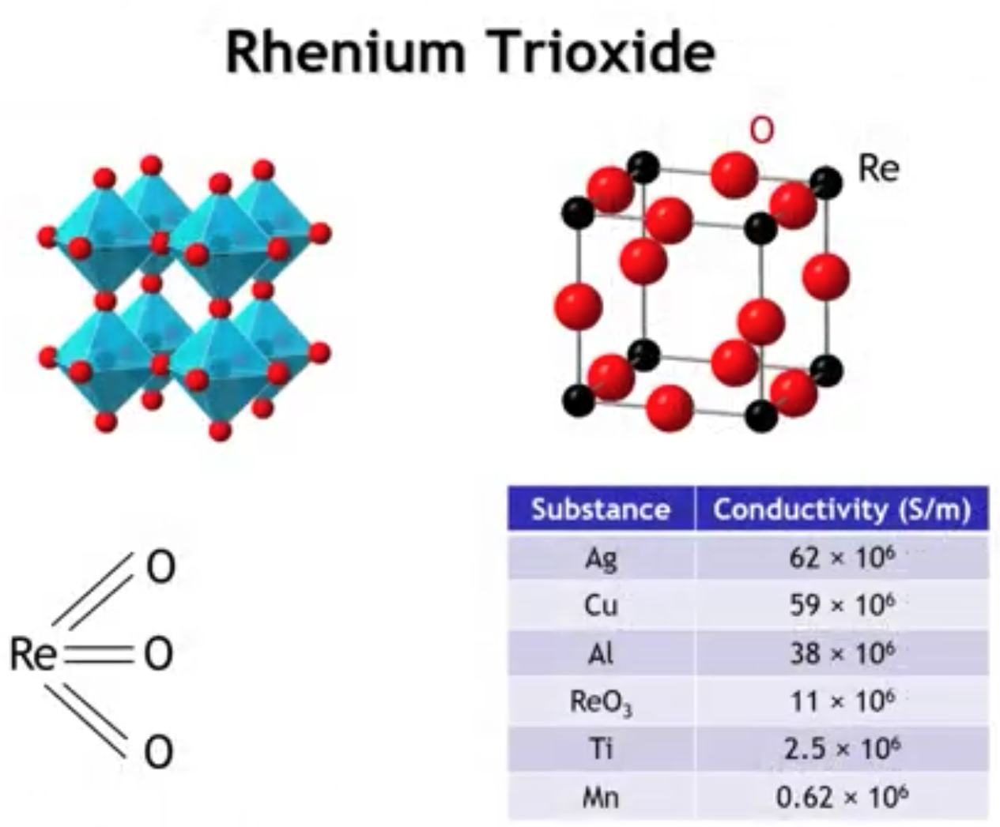 Rhenium Trioxide
O
Re
O
Re
O
O
Substance Conductivity (S/m)
Ag 62 × 10⁶
Cu 59 × 10⁶
Al 38 × 10⁶
ReO₃ 11 × 10⁶
Ti 2.5 × 10⁶
Mn 0.62 × 10⁶